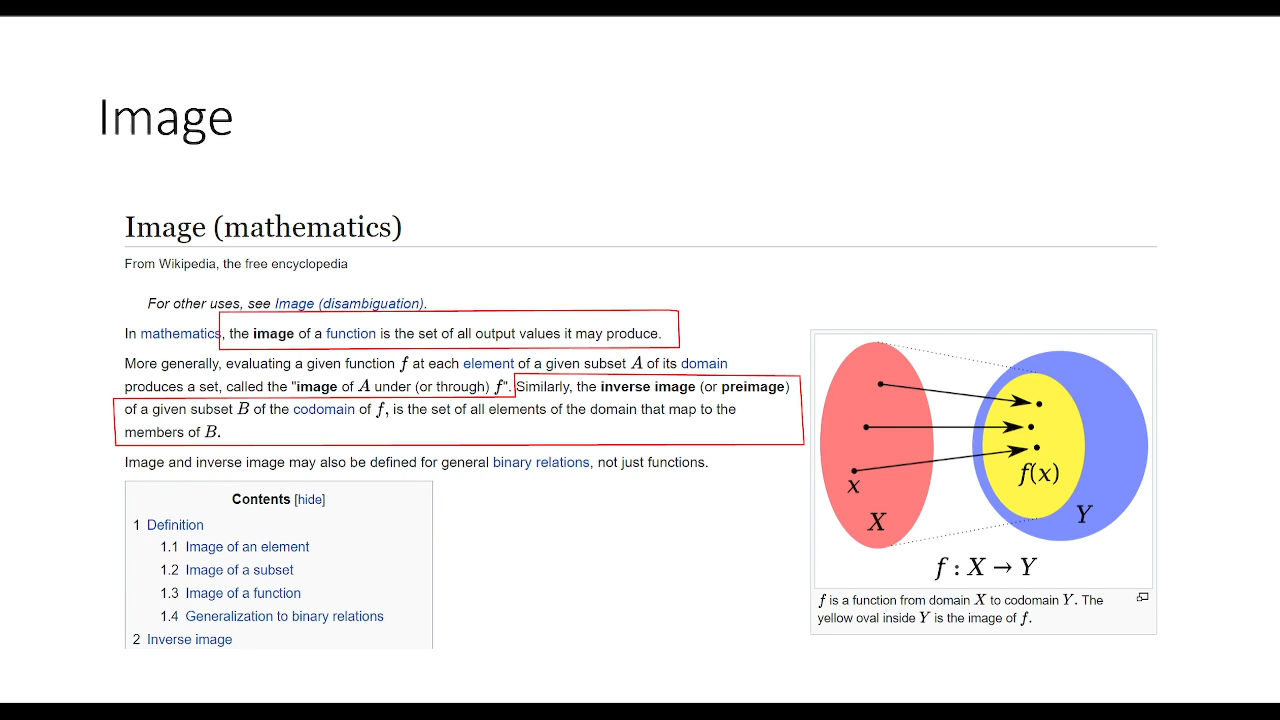 Image
Image (mathematics)
From Wikipedia, the free encyclopedia
For other uses, see Image (disambiguation).
In mathematics, the image of a function is the set of all output values it may produce.
More generally, evaluating a given function f at each element of a given subset A of its domain
produces a set, called the "image of A under (or through) f". Similarly, the inverse image (or preimage)
of a given subset B of the codomain of f, is the set of all elements of the domain that map to the
members of B.
Image and inverse image may also be defined for general binary relations, not just functions.
Contents [hide]
1 Definition
1.1 Image of an element
1.2 Image of a subset
1.3 Image of a function
1.4 Generalization to binary relations
2 Inverse image
x
X
f(x)
Y
f : X → Y
f is a function from domain X to codomain Y. The
yellow oval inside Y is the image of f.